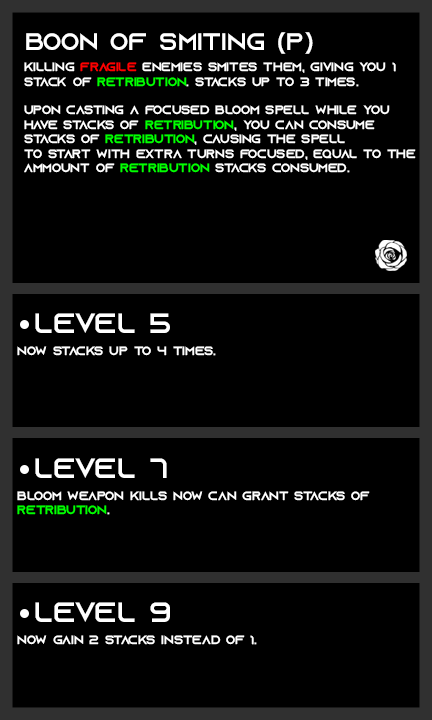 BOON OF SMITING (P)
KILLING FRAGILE ENEMIES SMITES THEM, GIVING YOU 1
STACK OF RETRIBUTION. STACKS UP TO 3 TIMES.
UPON CASTING A FOCUSED BLOOM SPELL WHILE YOU
HAVE STACKS OF RETRIBUTION, YOU CAN CONSUME
STACKS OF RETRIBUTION, CAUSING THE SPELL
TO START WITH EXTRA TURNS FOCUSED, EQUAL TO THE
AMMOUNT OF RETRIBUTION STACKS CONSUMED.
•LEVEL 5
NOW STACKS UP TO 4 TIMES.
•LEVEL 7
BLOOM WEAPON KILLS NOW CAN GRANT STACKS OF
RETRIBUTION.
•LEVEL 9
NOW GAIN 2 STACKS INSTEAD OF 1.